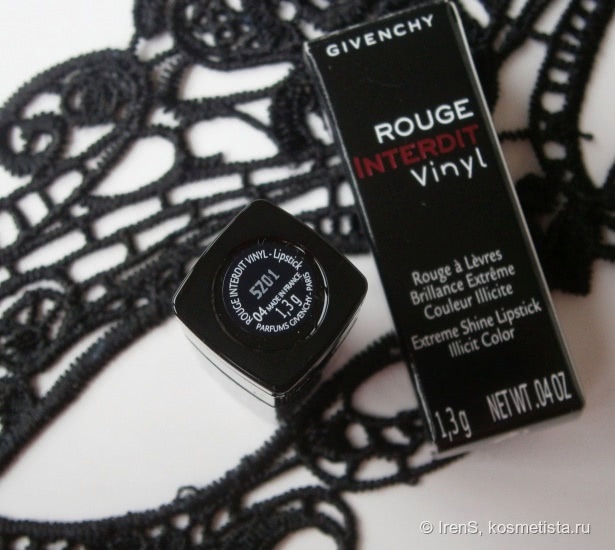 GIVENCHY
ROUGE
INTERDIT
vinyl
Rouge à Lèvres
Brillance Extrême
Couleur Illicite
Extreme Shine Lipstick
Illicit Color
1,3 g NET WT .04 OZ
ROUGE INTERDIT VINYL - Lipstick
5Z01
04 MADE IN FRANCE
1,3 g
PARFUMS GIVENCHY - PARIS
© IrenS, kosmetista.ru